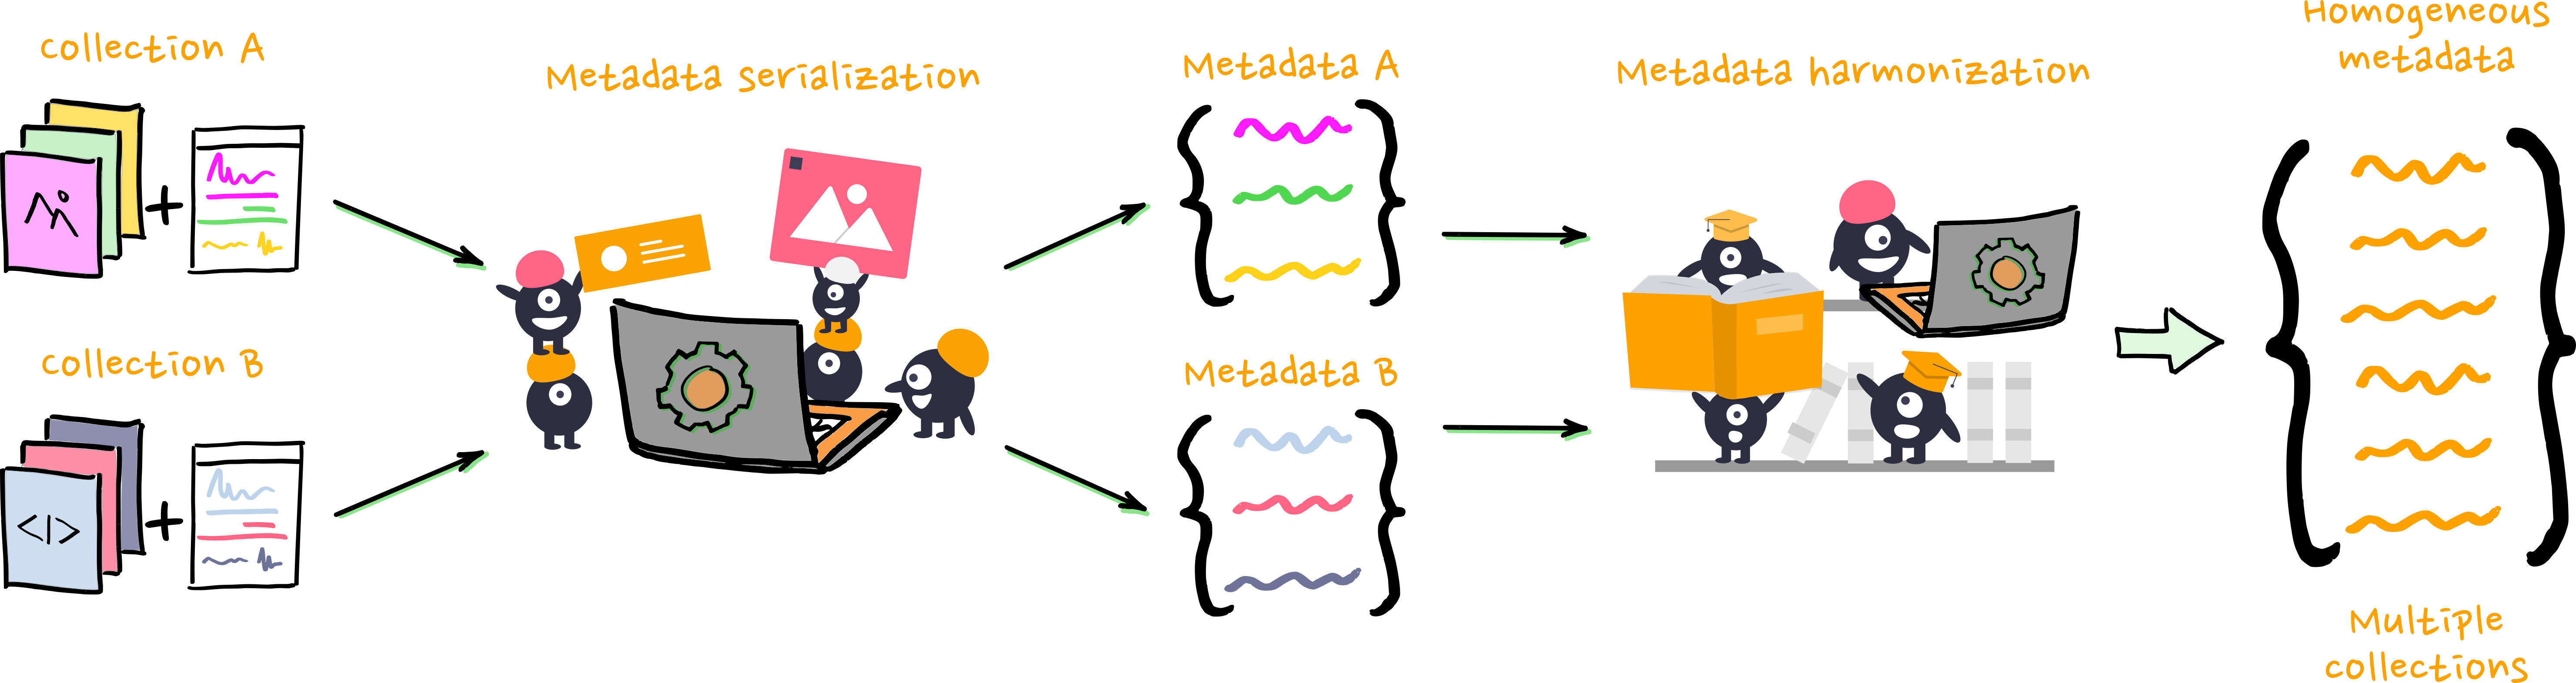 Collection A
Metadata serialization
Metadata A
Metadata harmonization
Homogeneous
metadata
Collection B
<|>
Metadata B
Multiple
collections